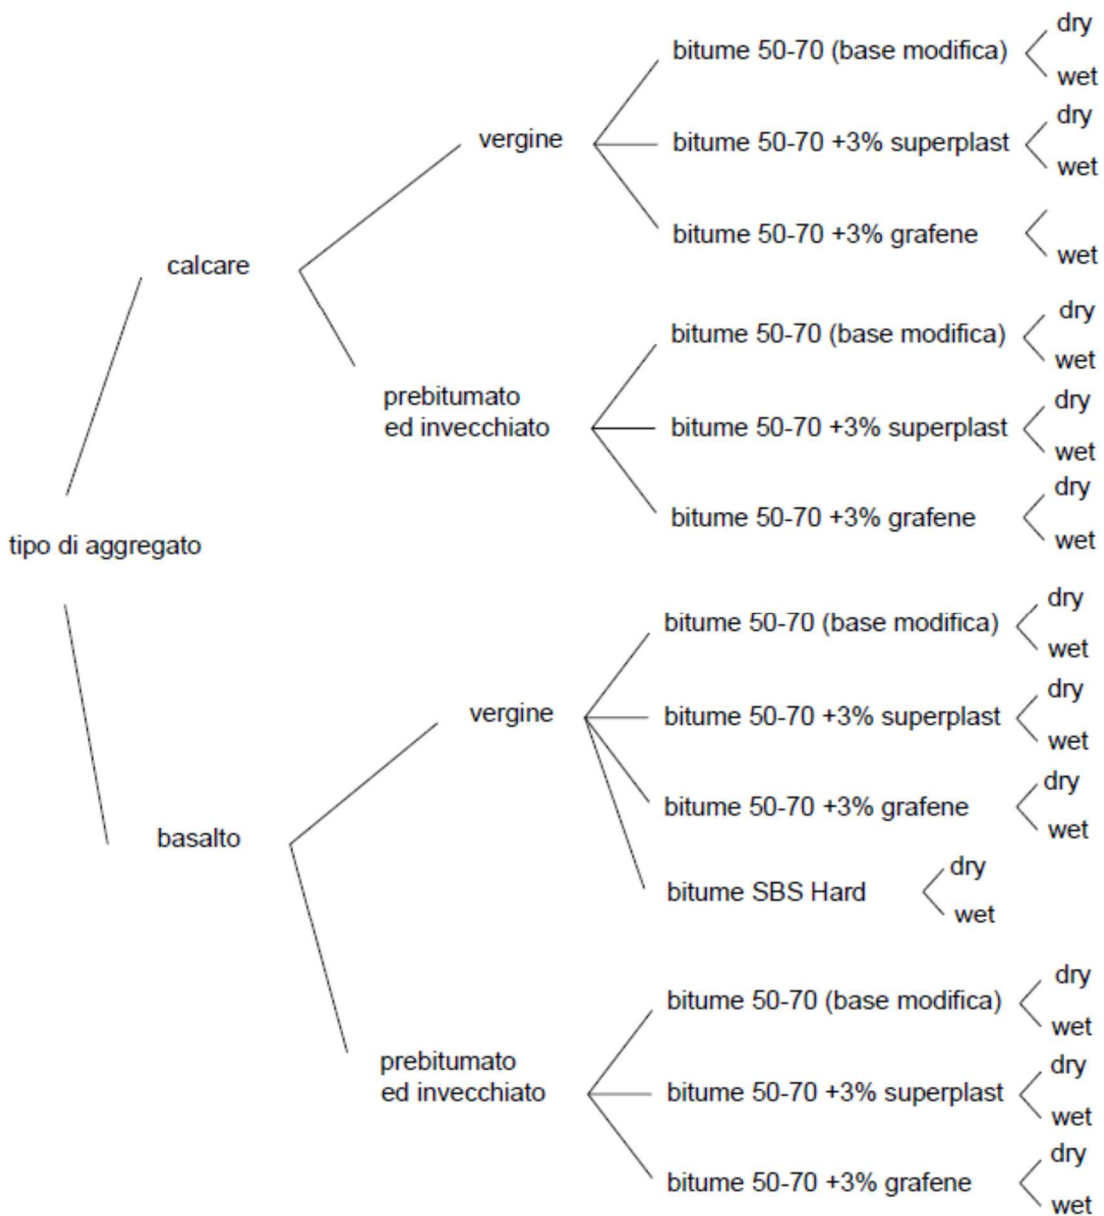 tipo di aggregato
calcare
vergine
bitume 50-70 (base modifica)
dry
wet
bitume 50-70 +3% superplast
dry
wet
bitume 50-70 +3% grafene
wet
prebitumato
ed invecchiato
bitume 50-70 (base modifica)
dry
wet
bitume 50-70 +3% superplast
dry
wet
bitume 50-70 +3% grafene
dry
wet
basalto
vergine
bitume 50-70 (base modifica)
dry
wet
bitume 50-70 +3% superplast
dry
wet
bitume 50-70 +3% grafene
dry
wet
bitume SBS Hard
dry
wet
prebitumato
ed invecchiato
bitume 50-70 (base modifica)
dry
wet
bitume 50-70 +3% superplast
dry
wet
bitume 50-70 +3% grafene
dry
wet